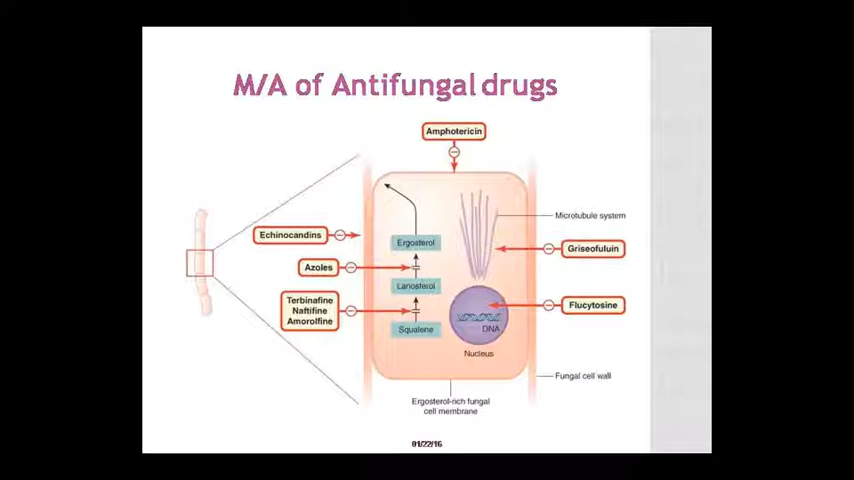 M/A of Antifungal drugs
Amphotericin
Microtubule system
Echinocandins
Ergosterol
Griseofuluin
Azoles
Lanosterol
Terbinafine
Naftifine
Amorolfine
Flucytosine
Squalene
DNA
Nucleus
Fungal cell wall
Ergosterol-rich fungal
cell membrane
01/22/16